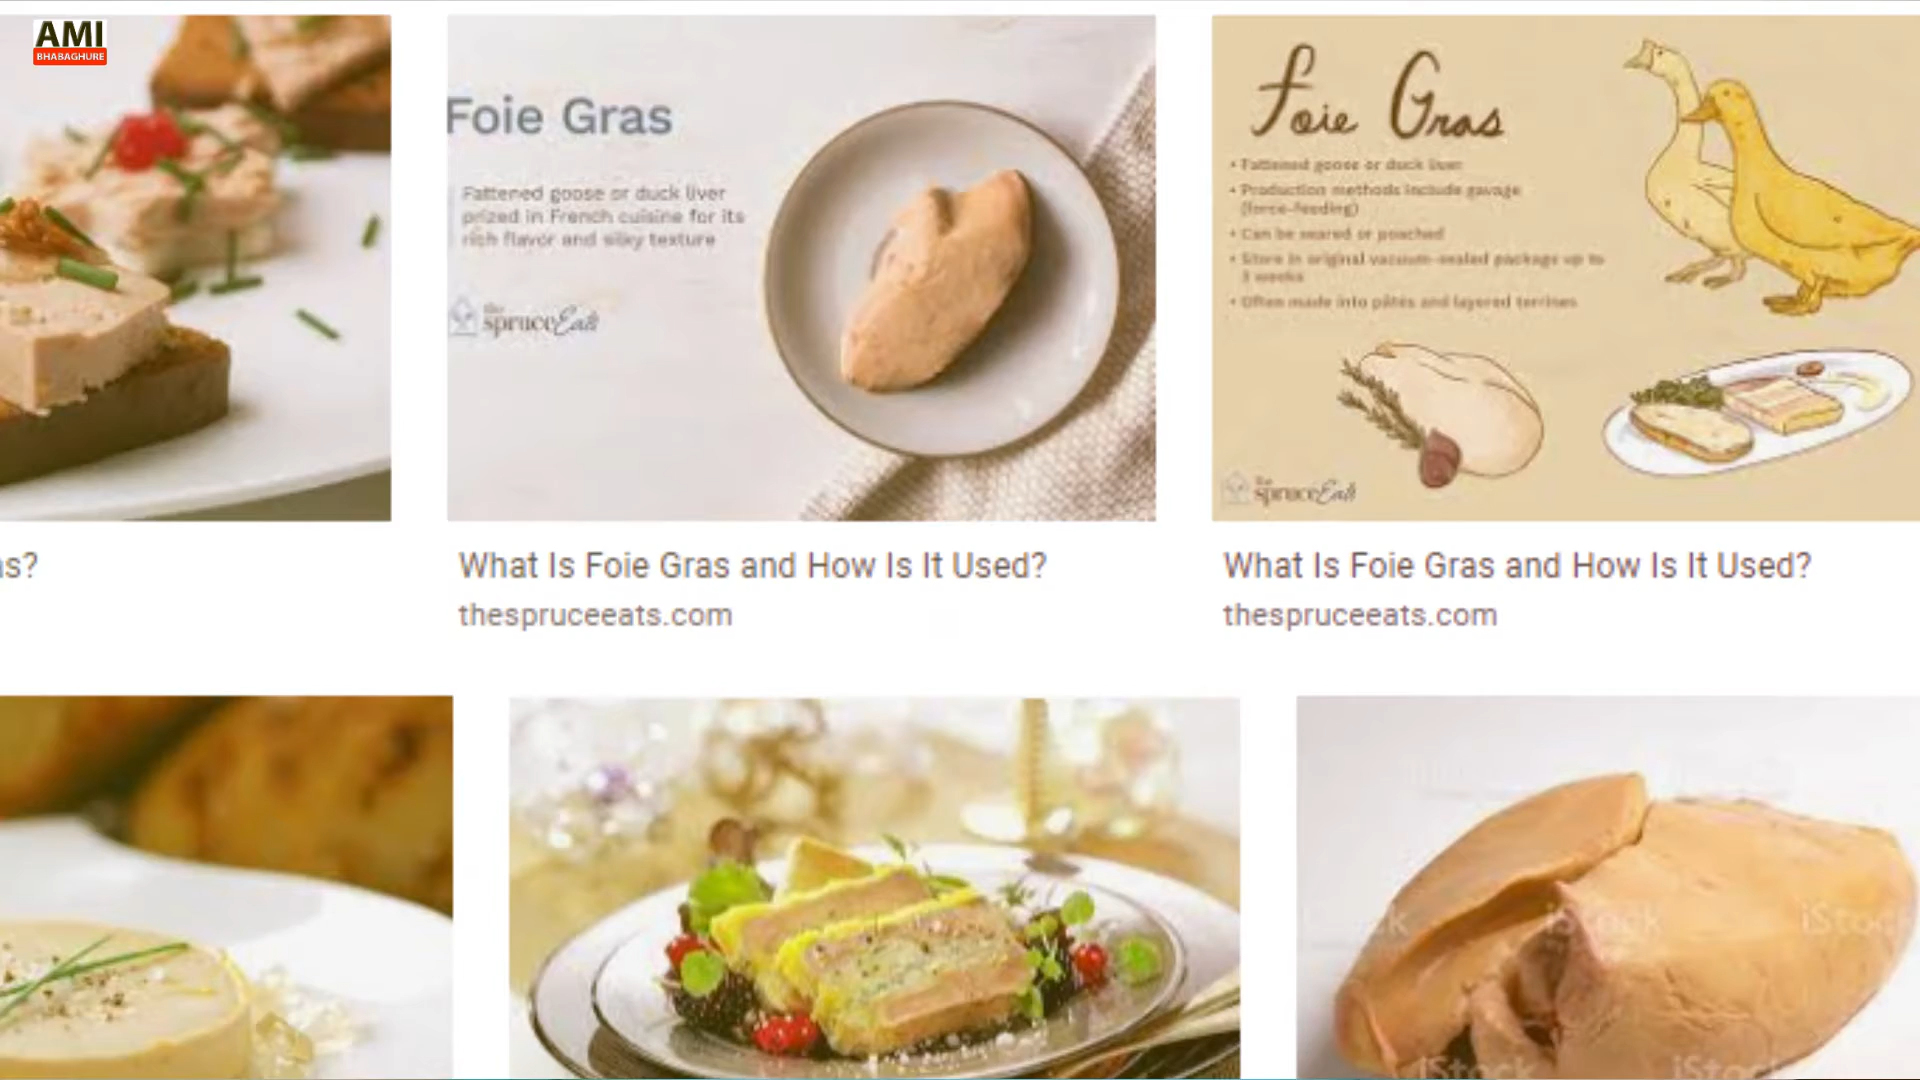 AMI
BHABAGHURE
Foie Gras
Fattened goose or duck liver
prized in French cuisine for its
rich flavor and silky texture
the
spruceEats
Foie Gras
• Fattened goose or duck liver
• Production methods include gavage
(force-feeding)
• Can be seared or poached
• Store in original vacuum-sealed package up to
3 weeks
• Often made into pâtés and layered terrines
the
spruceEats
as?
What Is Foie Gras and How Is It Used?
thespruceeats.com
What Is Foie Gras and How Is It Used?
thespruceeats.com
iStock
iStock
iStock
iStock